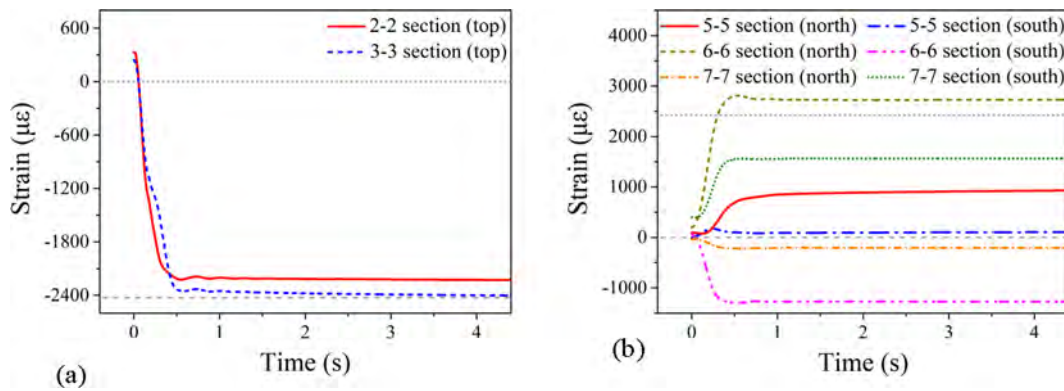 600
0
-600
-1200
-1800
-2400
Strain (με)
2-2 section (top)
3-3 section (top)
0 1 2 3 4
Time (s)
(a)
4000
3000
2000
1000
0
-1000
Strain (με)
5-5 section (north) 5-5 section (south)
6-6 section (north) 6-6 section (south)
7-7 section (north) 7-7 section (south)
0 1 2 3 4
Time (s)
(b)